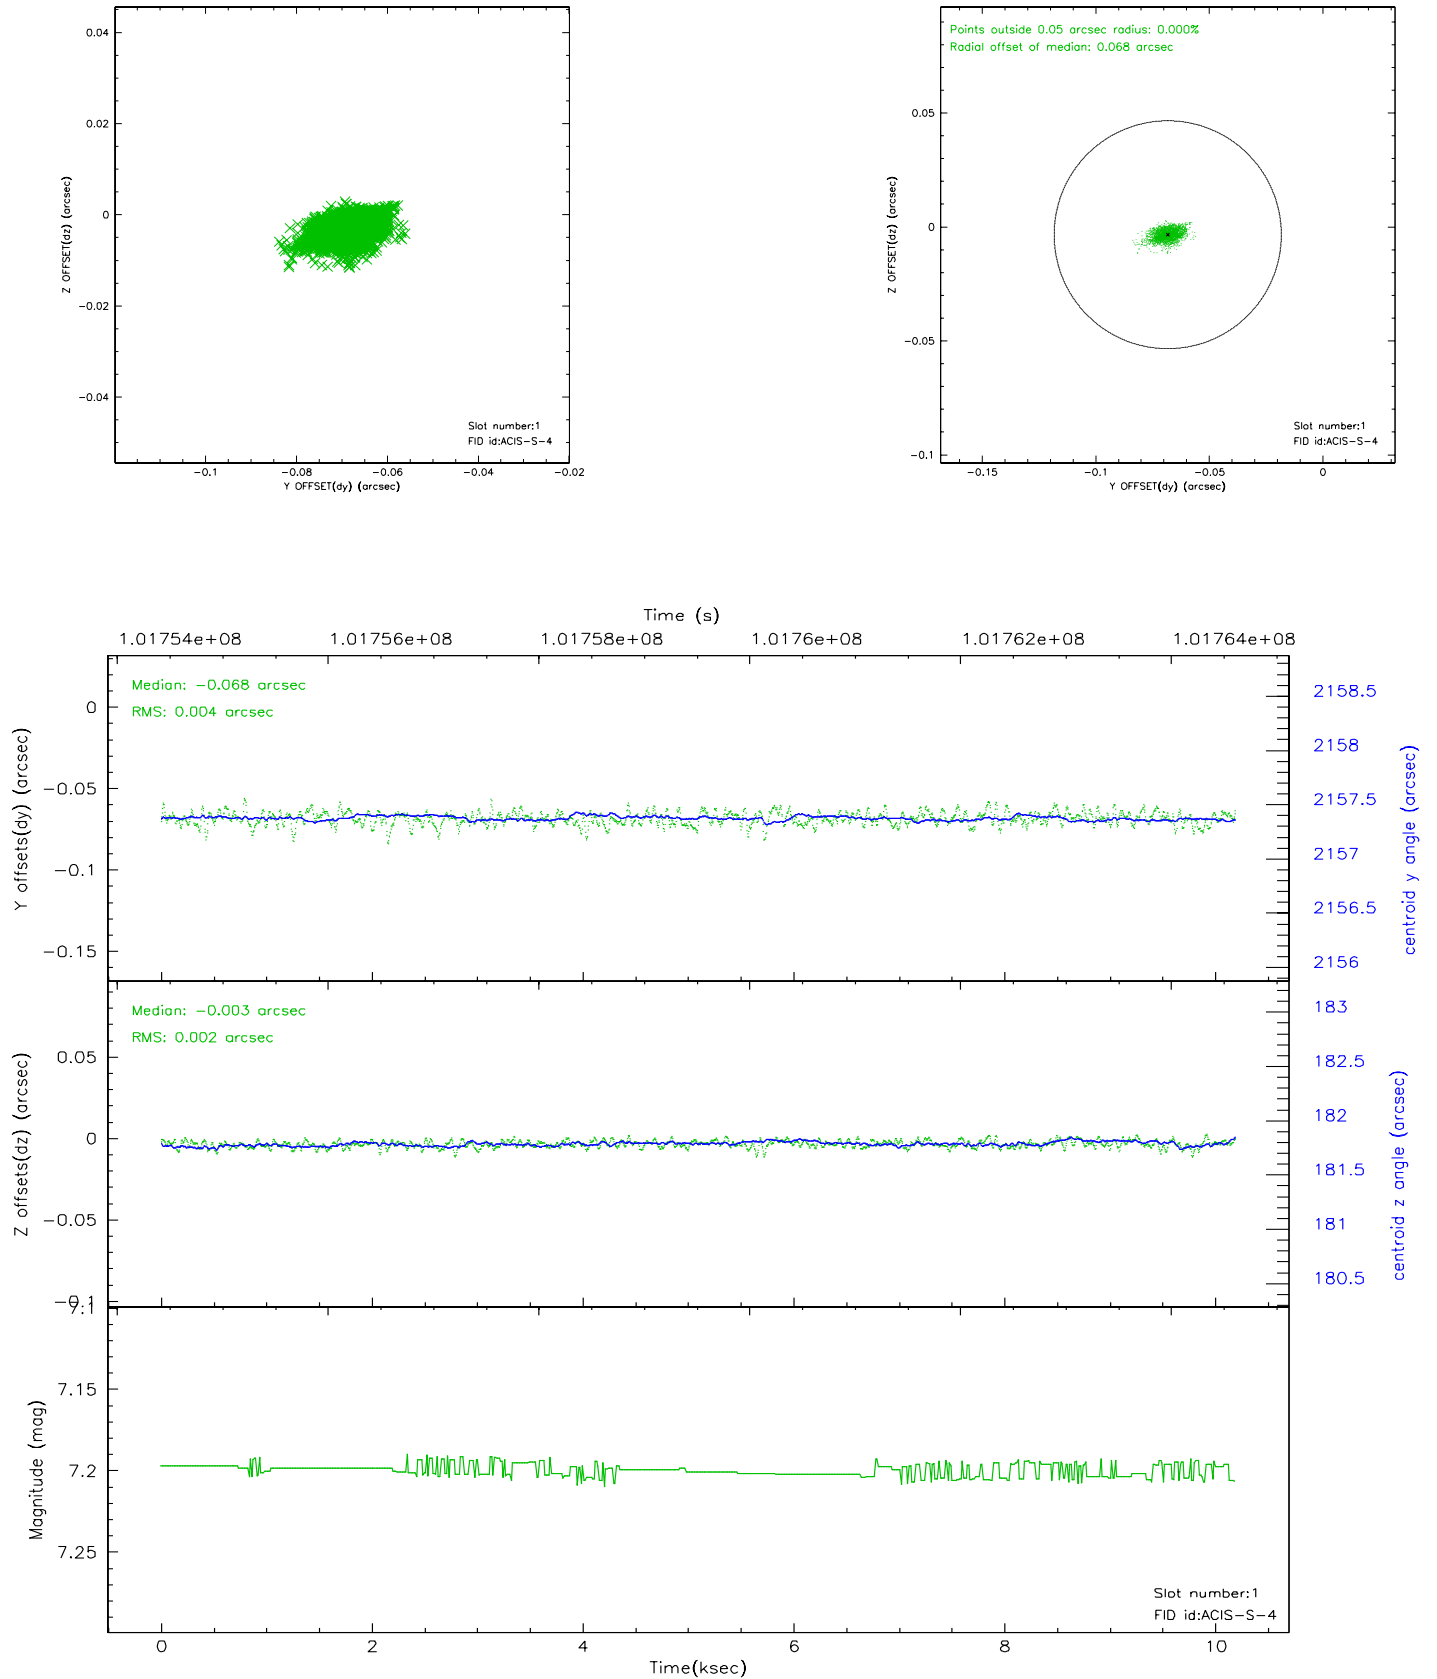 0.04
0.02
0
−0.02
−0.04
Z OFFSET(dz) (arcsec)
Slot number:1
FID id:ACIS−S−4
−0.1
−0.08
−0.06
−0.04
−0.02
Y OFFSET(dy) (arcsec)
Points outside 0.05 arcsec radius: 0.000%
Radial offset of median: 0.068 arcsec
0.05
0
−0.05
−0.1
Z OFFSET(dz) (arcsec)
Slot number:1
FID id:ACIS−S−4
−0.15
−0.1
−0.05
0
Y OFFSET(dy) (arcsec)
Time (s)
1.01754e+08
1.01756e+08
1.01758e+08
1.0176e+08
1.01762e+08
1.01764e+08
Median: −0.068 arcsec
RMS: 0.004 arcsec
0
−0.05
−0.1
−0.15
Y offsets(dy) (arcsec)
2158.5
2158
2157.5
2157
2156.5
2156
centroid y angle (arcsec)
Median: −0.003 arcsec
RMS: 0.002 arcsec
0.05
0
−0.05
−0.1
Z offsets(dz) (arcsec)
183
182.5
182
181.5
181
180.5
centroid z angle (arcsec)
7.1
7.15
7.2
7.25
Magnitude (mag)
Slot number:1
FID id:ACIS−S−4
0
2
4
6
8
10
Time(ksec)